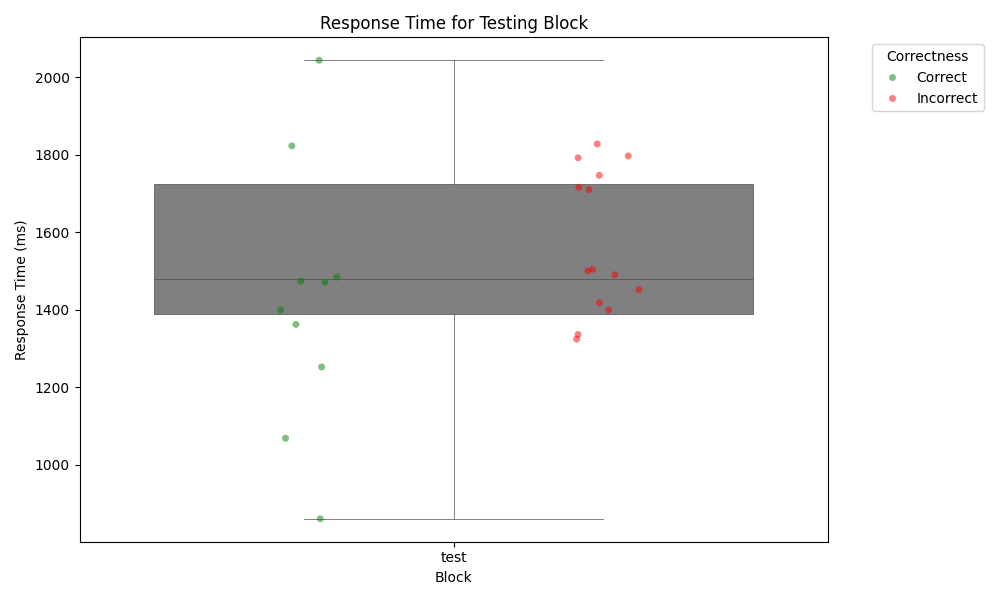 Response Time for Testing Block
Correctness
Correct
Incorrect
Response Time (ms)
2000
1800
1600
1400
1200
1000
test
Block